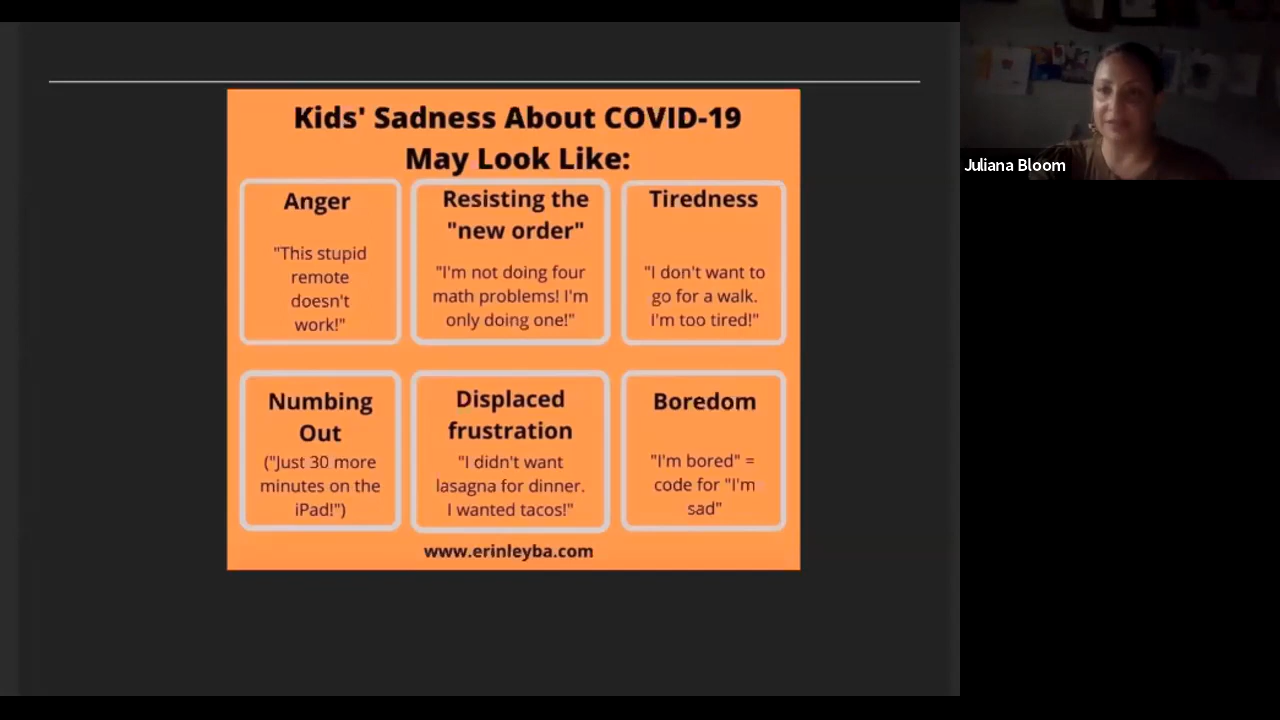 Kids' Sadness About COVID-19
May Look Like:
Anger
"This stupid
remote
doesn't
work!"
Resisting the
"new order"
"I'm not doing four
math problems! I'm
only doing one!"
Tiredness
"I don't want to
go for a walk.
I'm too tired!"
Numbing
Out
("Just 30 more
minutes on the
iPad!")
Displaced
frustration
"I didn't want
lasagna for dinner.
I wanted tacos!"
Boredom
"I'm bored" =
code for "I'm
sad"
www.erinleyba.com
Juliana Bloom